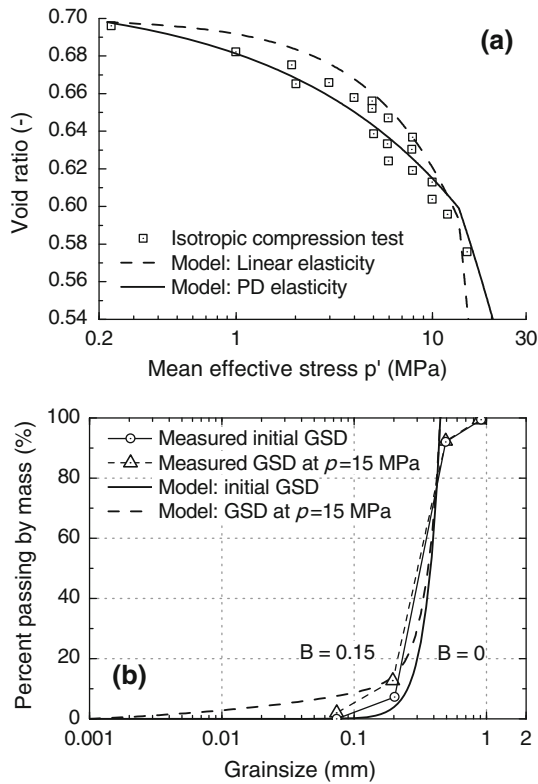 (a)
Void ratio (-)
0.70
0.68
0.66
0.64
0.62
0.60
0.58
0.56
0.54
Isotropic compression test
Model: Linear elasticity
Model: PD elasticity
0.2
1
10
30
Mean effective stress p' (MPa)
Percent passing by mass (%)
100
80
60
40
20
0
Measured initial GSD
Measured GSD at p=15 MPa
Model: initial GSD
Model: GSD at p=15 MPa
B = 0.15
B = 0
(b)
0.001
0.01
0.1
1
2
Grainsize (mm)